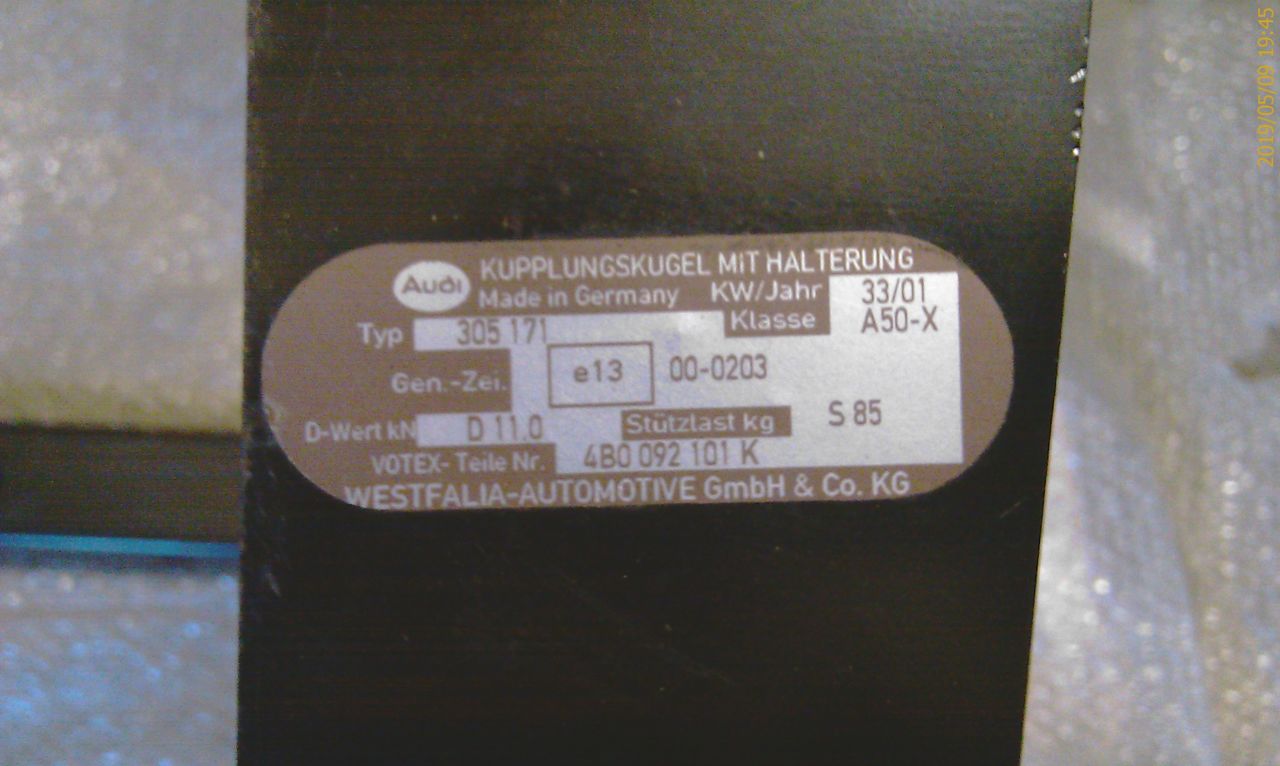 Audi KUPPLUNGSKUGEL MIT HALTERUNG
Made in Germany KW/Jahr 33/01
Typ 305 171 Klasse A50-X
Gen.-Zei. e13 00-0203
D-Wert kN D 11.0 Stützlast kg S 85
VOTEX-Teile Nr. 4B0 092 101 K
WESTFALIA-AUTOMOTIVE GmbH & Co. KG
2019/05/09 19:45